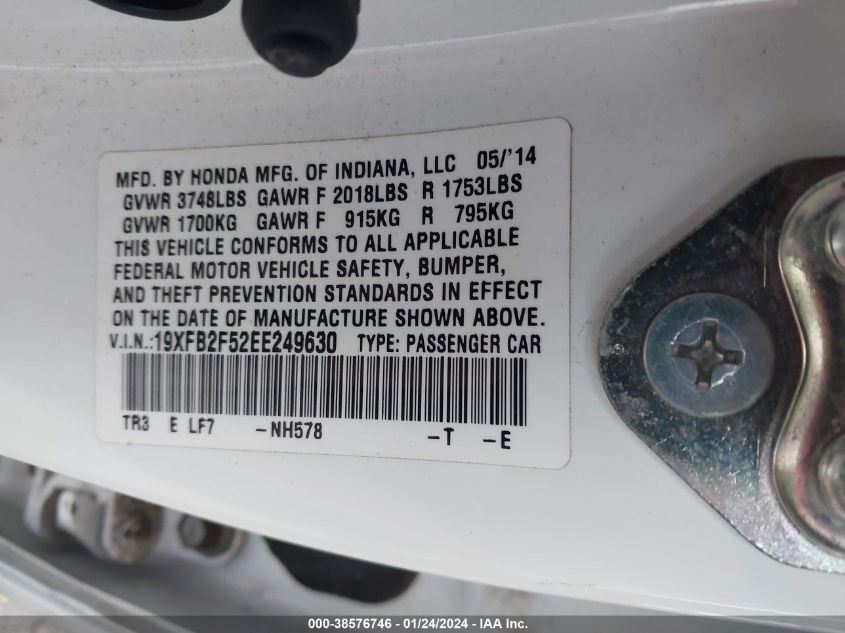 MFD. BY HONDA MFG. OF INDIANA, LLC 05/'14
GVWR 3748LBS GAWR F 2018LBS R 1753LBS
GVWR 1700KG GAWR F 915KG R 795KG
THIS VEHICLE CONFORMS TO ALL APPLICABLE
FEDERAL MOTOR VEHICLE SAFETY, BUMPER,
AND THEFT PREVENTION STANDARDS IN EFFECT
ON THE DATE OF MANUFACTURE SHOWN ABOVE.
V.I.N.:19XFB2F52EE249630 TYPE: PASSENGER CAR
TR3 E LF7 -NH578 -T -E
000-38576746 - 01/24/2024 - IAAI Inc.